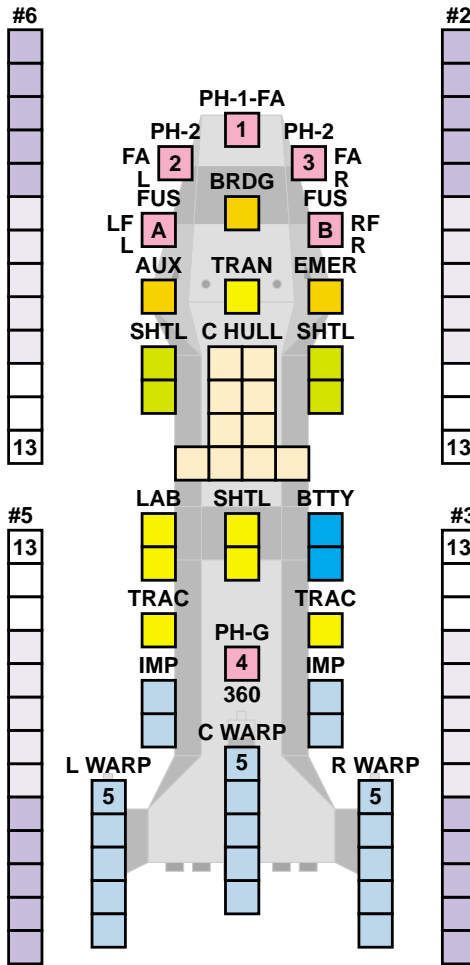 #6 #2
PH-1-FA
1
PH-2 PH-2
FA 2 3 FA
L R
BRDG
FUS FUS
LF A B RF
L R
AUX TRAN EMER
SHTL C HULL SHTL
13 13
LAB SHTL BTTY
#5 #3
13 13
TRAC TRAC
PH-G
IMP 4 IMP
360
C WARP
L WARP 5 R WARP
5 5